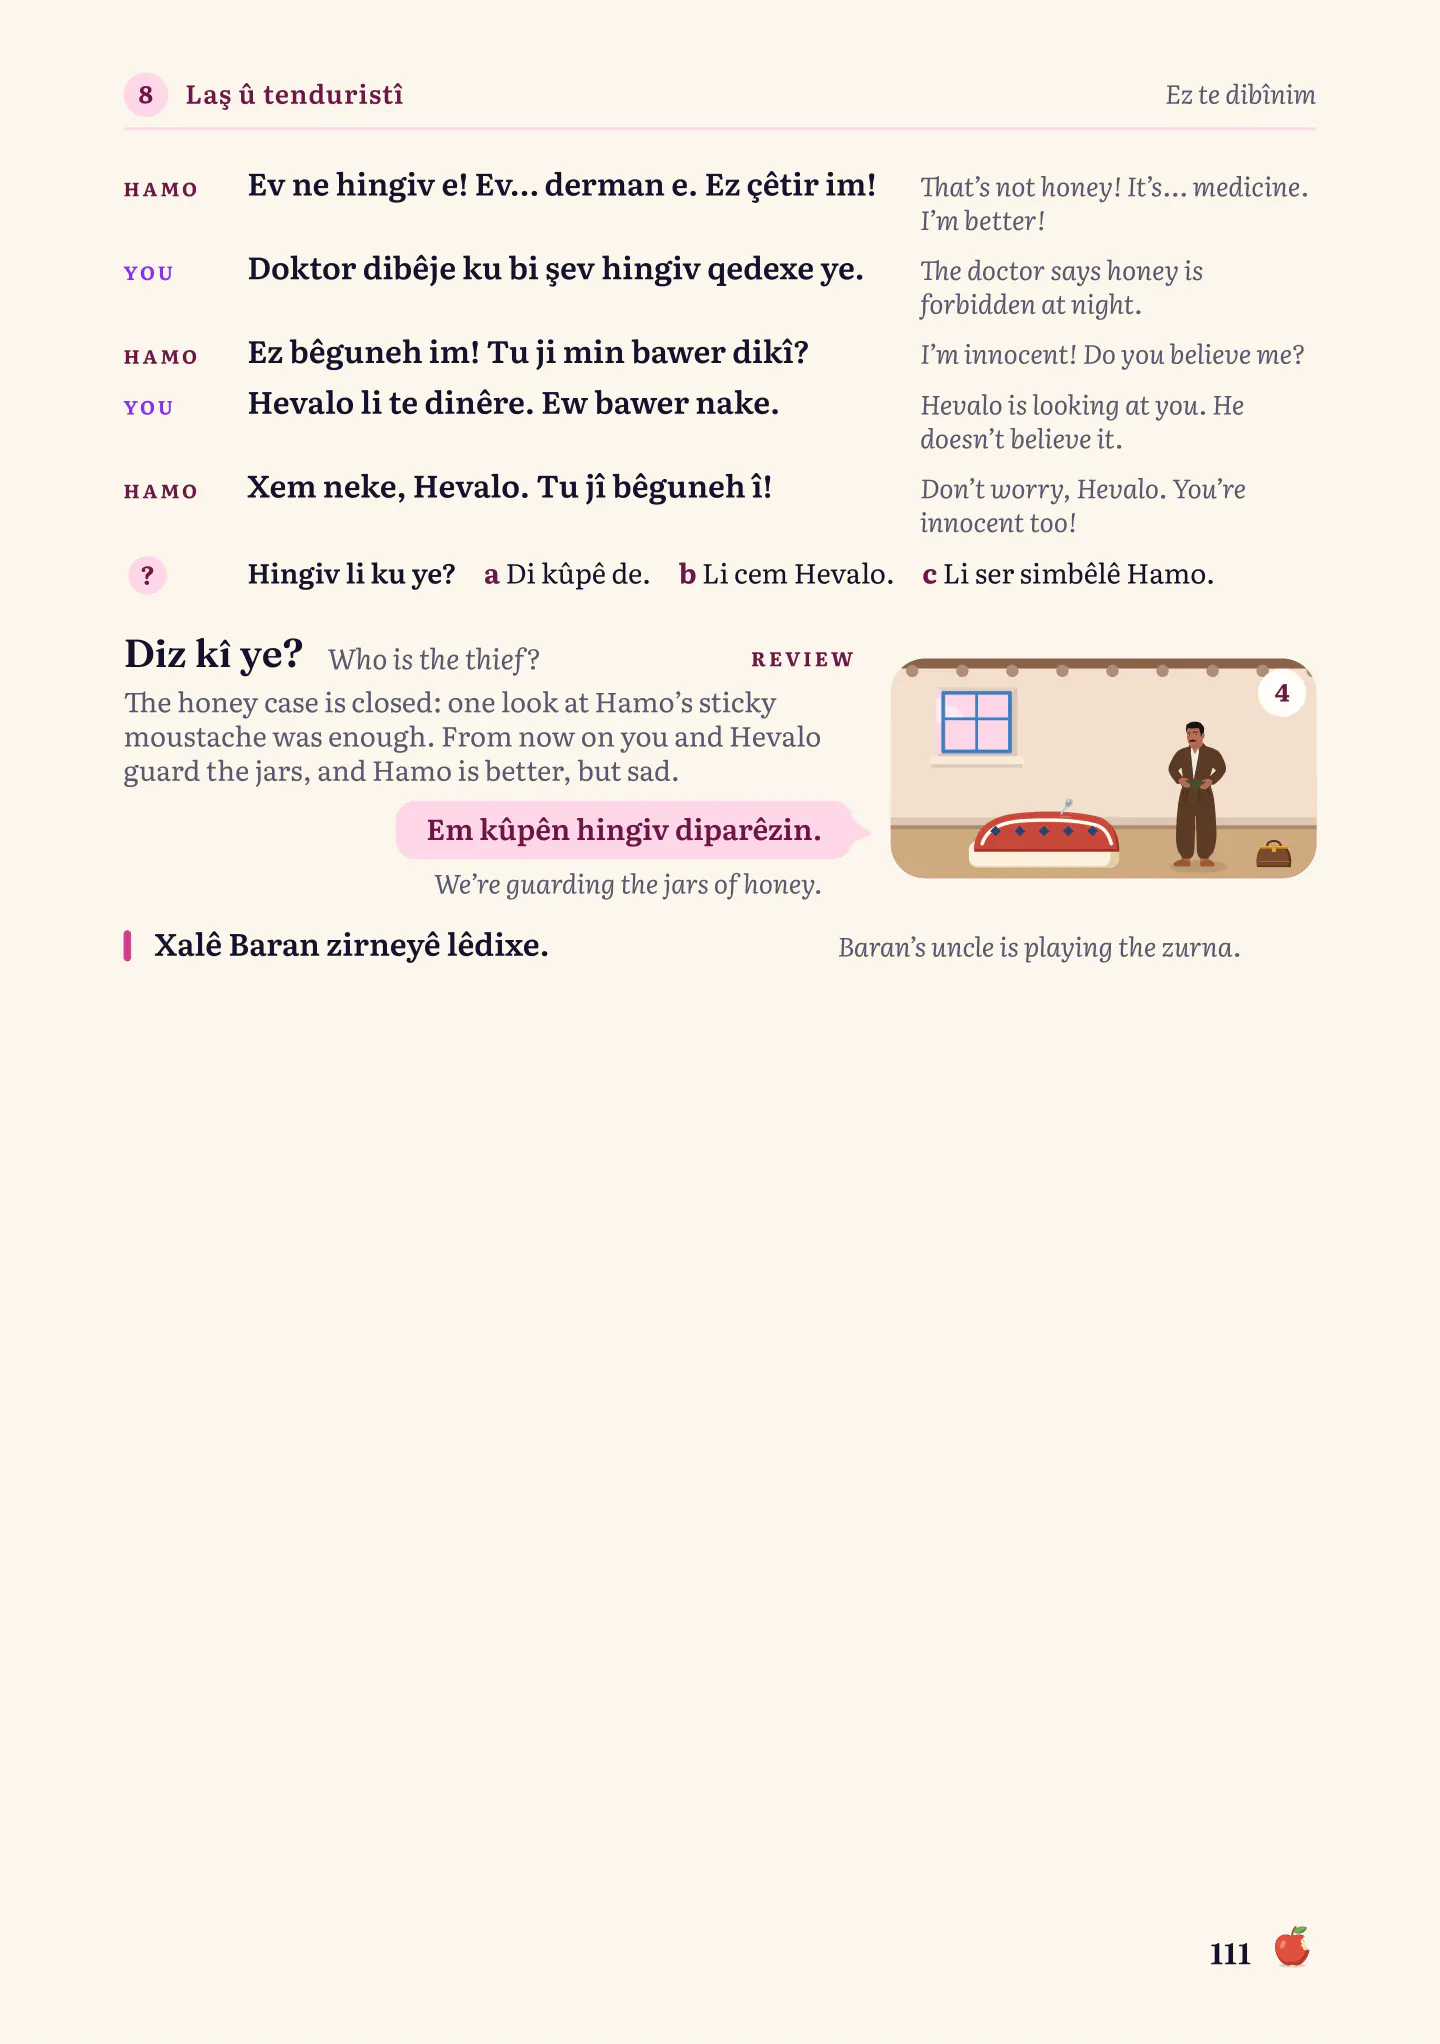 8 Laş û tenduristî Ez te dibînim
HAMO Ev ne hingiv e! Ev… derman e. Ez çêtir im! That’s not honey! It’s… medicine.
I’m better!
YOU Doktor dibêje ku bi şev hingiv qedexe ye. The doctor says honey is
forbidden at night.
HAMO Ez bêguneh im! Tu ji min bawer dikî? I’m innocent! Do you believe me?
YOU Hevalo li te dinêre. Ew bawer nake. Hevalo is looking at you. He
doesn’t believe it.
HAMO Xem neke, Hevalo. Tu jî bêguneh î! Don’t worry, Hevalo. You’re
innocent too!
? Hingiv li ku ye? a Di kûpê de. b Li cem Hevalo. c Li ser simbêlê Hamo.
Diz kî ye? Who is the thief? REVIEW
The honey case is closed: one look at Hamo’s sticky
moustache was enough. From now on you and Hevalo
guard the jars, and Hamo is better, but sad.
4
Em kûpên hingiv diparêzin.
We’re guarding the jars of honey.
Xalê Baran zirneyê lêdixe. Baran’s uncle is playing the zurna.
111